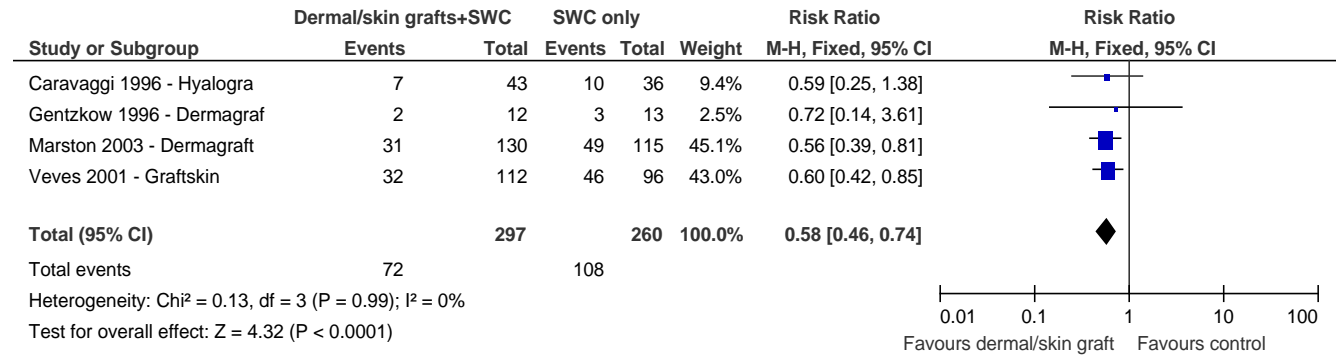 Dermal/skin grafts+SWC SWC only Risk Ratio Risk Ratio
Study or Subgroup Events Total Events Total Weight M-H, Fixed, 95% CI M-H, Fixed, 95% CI
Caravaggi 1996 - Hyalogra 7 43 10 36 9.4% 0.59 [0.25, 1.38]
Gentzkow 1996 - Dermagraf 2 12 3 13 2.5% 0.72 [0.14, 3.61]
Marston 2003 - Dermagraft 31 130 49 115 45.1% 0.56 [0.39, 0.81]
Veves 2001 - Graftskin 32 112 46 96 43.0% 0.60 [0.42, 0.85]
Total (95% CI) 297 260 100.0% 0.58 [0.46, 0.74]
Total events 72 108
Heterogeneity: Chi² = 0.13, df = 3 (P = 0.99); I² = 0%
Test for overall effect: Z = 4.32 (P < 0.0001)
0.01 0.1 1 10 100
Favours dermal/skin graft Favours control